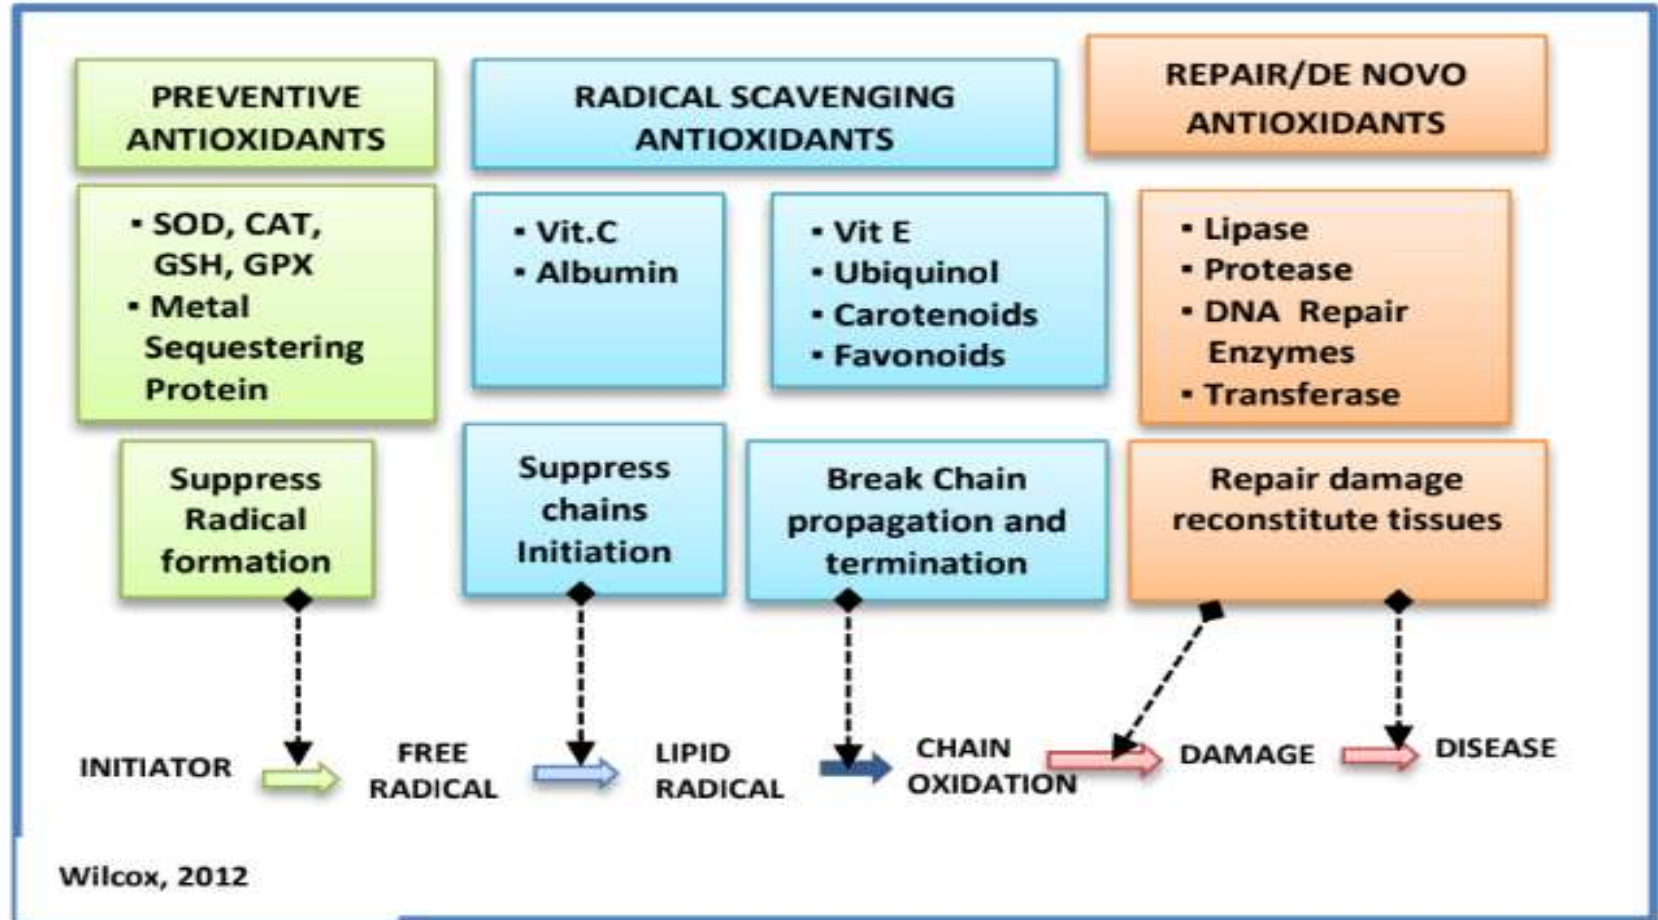 PREVENTIVE
ANTIOXIDANTS
RADICAL SCAVENGING
ANTIOXIDANTS
REPAIR/DE NOVO
ANTIOXIDANTS
▪ SOD, CAT,
GSH, GPX
▪ Metal
Sequestering
Protein
▪ Vit.C
▪ Albumin
▪ Vit E
▪ Ubiquinol
▪ Carotenoids
▪ Favonoids
▪ Lipase
▪ Protease
▪ DNA Repair
Enzymes
▪ Transferase
Suppress
Radical
formation
Suppress
chains
Initiation
Break Chain
propagation and
termination
Repair damage
reconstitute tissues
INITIATOR
FREE
RADICAL
LIPID
RADICAL
CHAIN
OXIDATION
DAMAGE
DISEASE
Wilcox, 2012